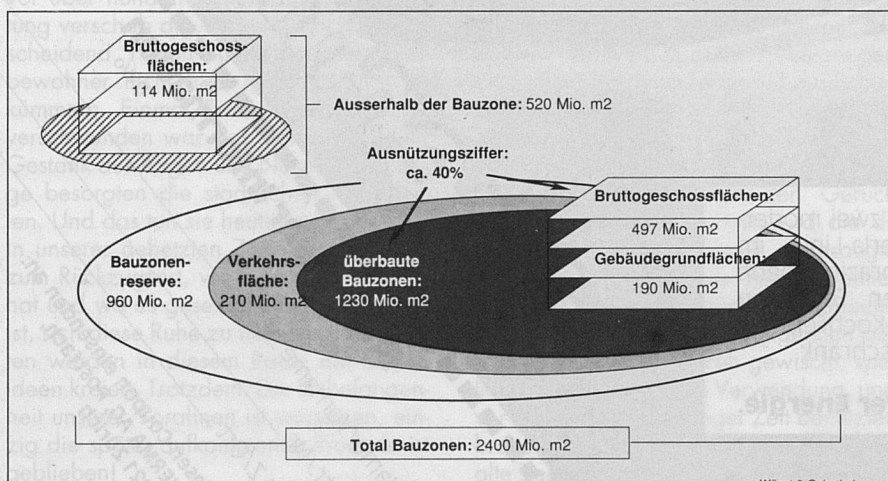 Bruttogeschoss-
flächen:
114 Mio. m2
Ausserhalb der Bauzone: 520 Mio. m2
Ausnützungsziffer:
ca. 40%
Bruttogeschossflächen:
497 Mio. m2
Gebäudegrundflächen:
190 Mio. m2
Bauzonen-
reserve:
960 Mio. m2
Verkehrs-
fläche:
210 Mio. m2
überbaute
Bauzonen:
1230 Mio. m2
Total Bauzonen: 2400 Mio. m2